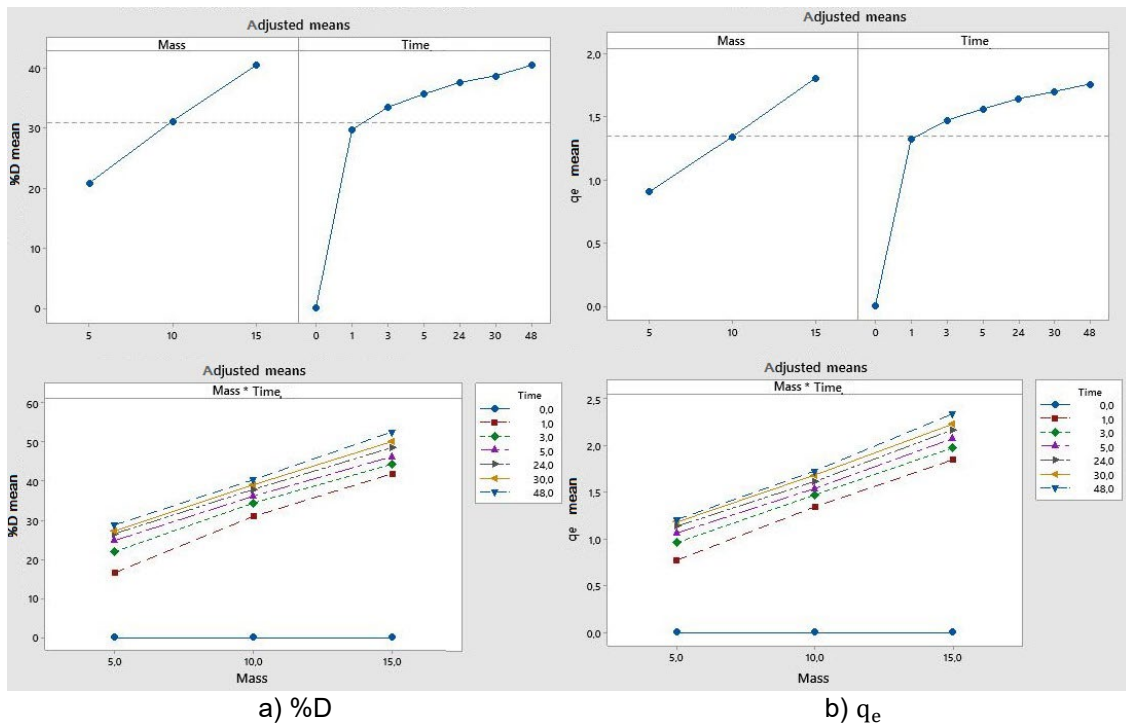 Adjusted means
Mass
Time
%D mean
40
30
20
10
0
5 10 15
0 1 3 5 24 30 48
Adjusted means
Mass * Time
%D mean
60
50
40
30
20
10
0
5,0 10,0 15,0
Mass
Time
0,0
1,0
3,0
5,0
24,0
30,0
48,0
a) %D
Adjusted means
Mass
Time
qe mean
2,0
1,5
1,0
0,5
0,0
5 10 15
0 1 3 5 24 30 48
Adjusted means
Mass * Time
qe mean
2,5
2,0
1,5
1,0
0,5
0,0
5,0 10,0 15,0
Mass
Time
0,0
1,0
3,0
5,0
24,0
30,0
48,0
b) qe